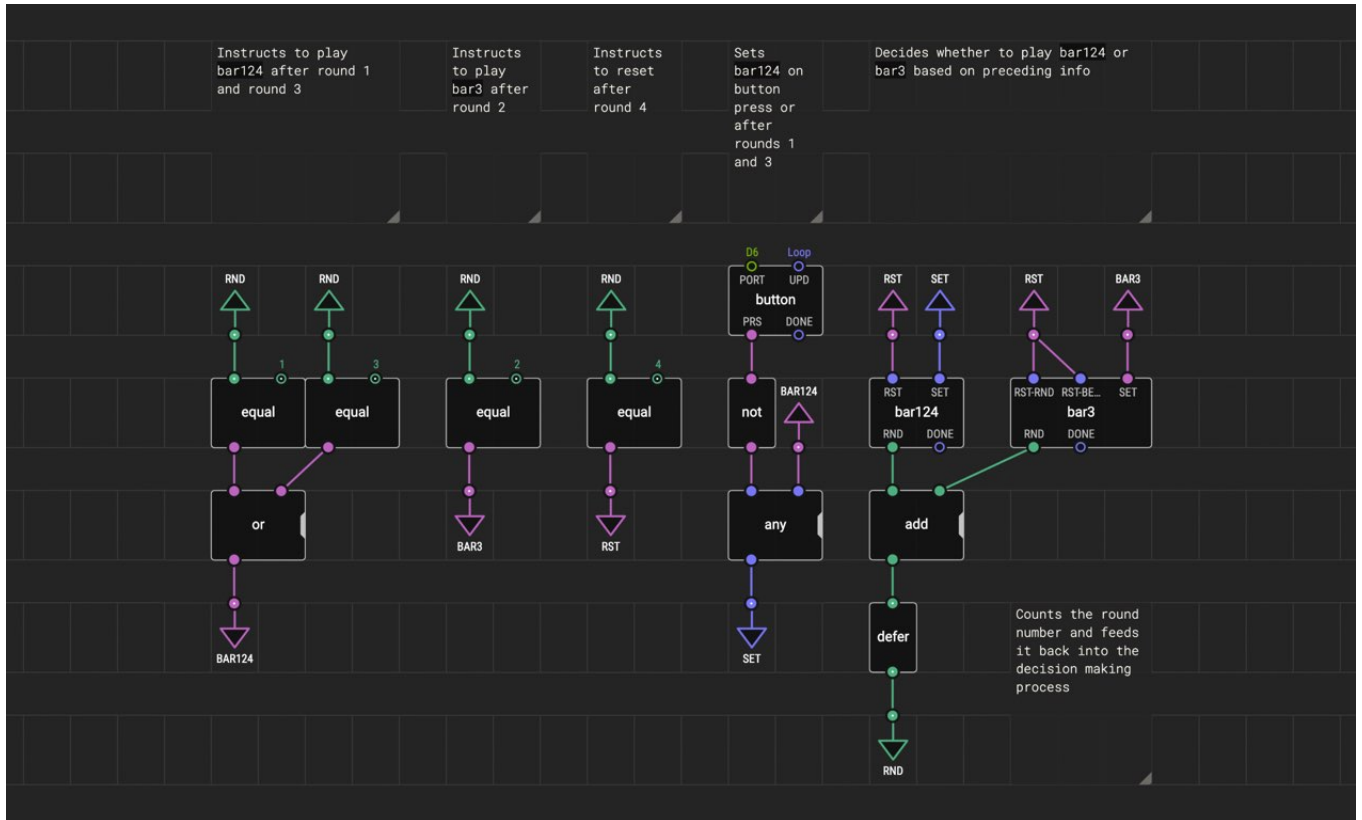 Instructs to play
bar124 after round 1
and round 3
Instructs
to play
bar3 after
round 2
Instructs
to reset
after
round 4
Sets
bar124 on
button
press or
after
rounds 1
and 3
Decides whether to play bar124 or
bar3 based on preceding info
D6 Loop
RND RND RND RND PORT UPD RST SET RST BAR3
button
PRS DONE
1 3 2 4
BAR124
RST SET RST-RND RST-BE... SET
equal equal equal equal not bar124 bar3
RND DONE RND DONE
or any add
BAR3 RST
Counts the round
number and feeds
it back into the
decision making
process
defer
BAR124 SET
RND